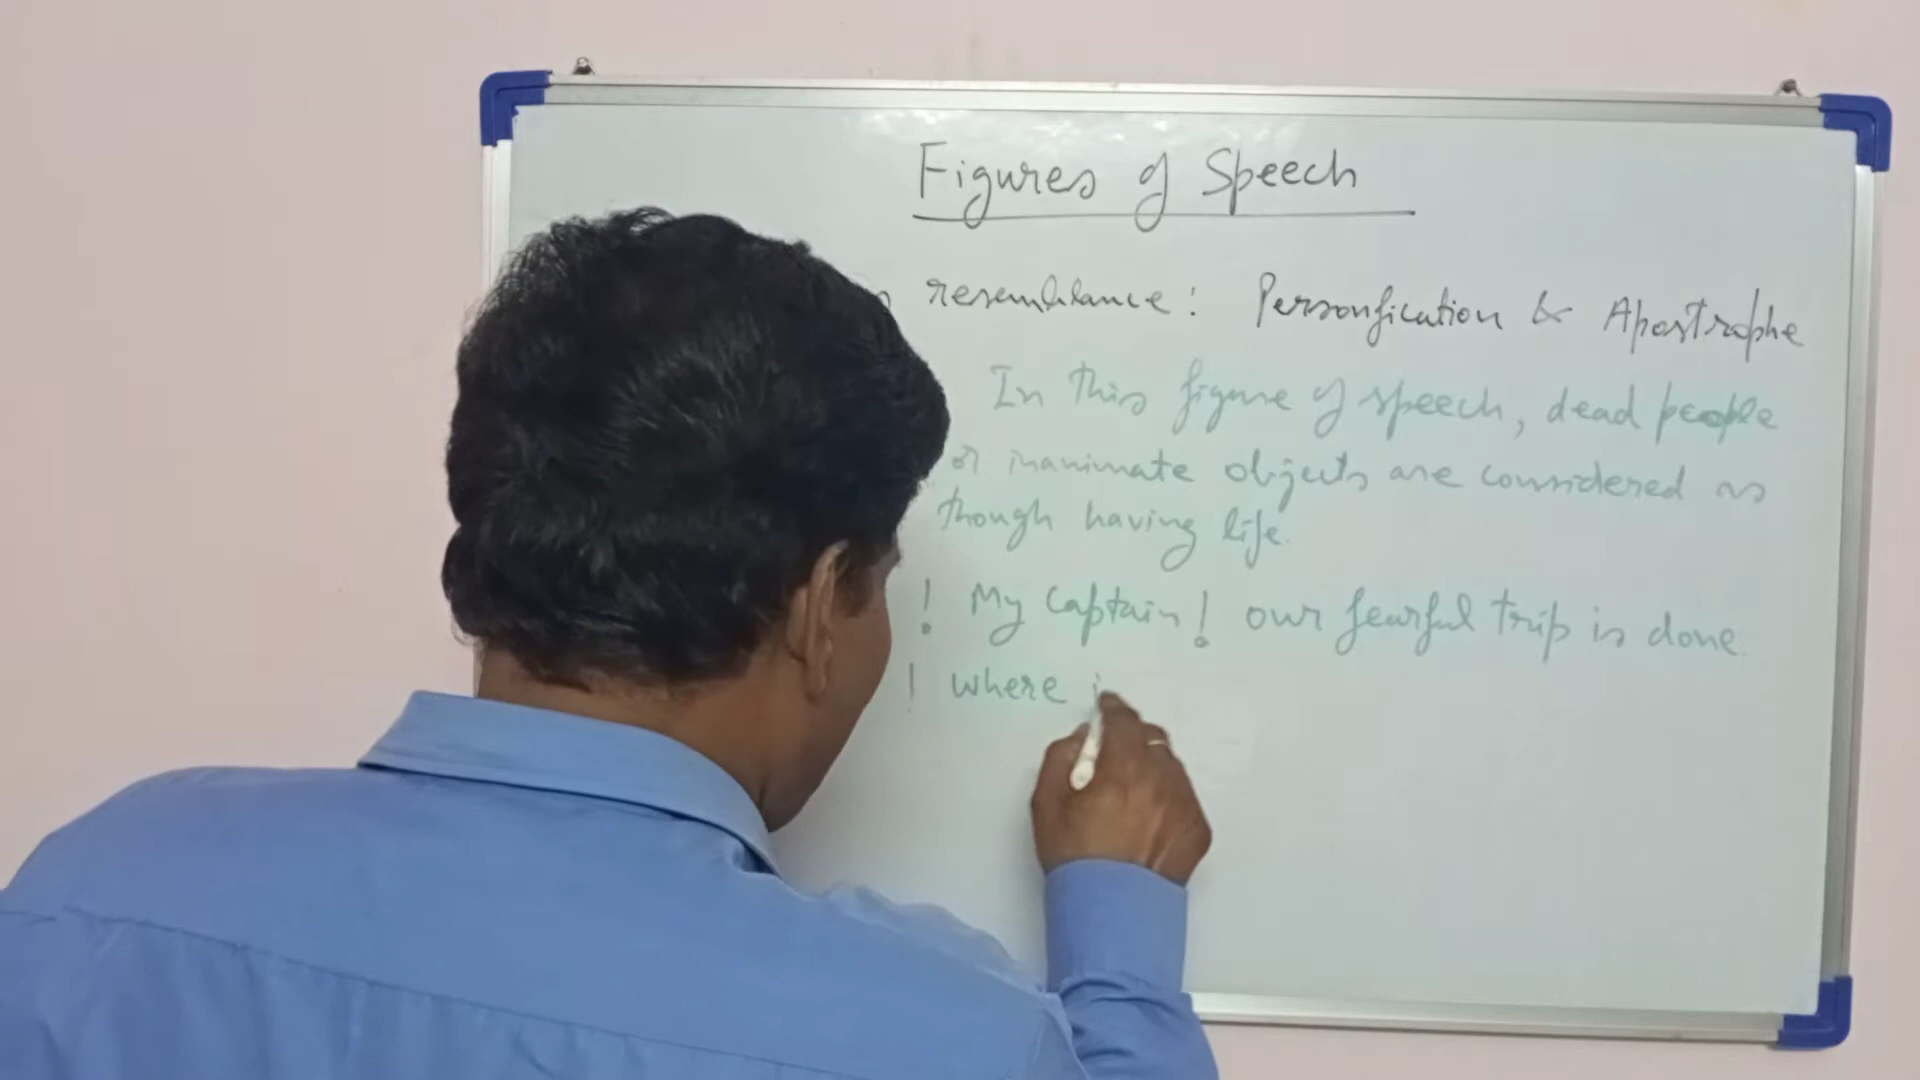 Figures of Speech
resemblance: Personfication & Apostrophe
In this figure of speech, dead people
or inanimate objects are considered as
though having life.
! My Captain! our fearful trip is done.
! where i